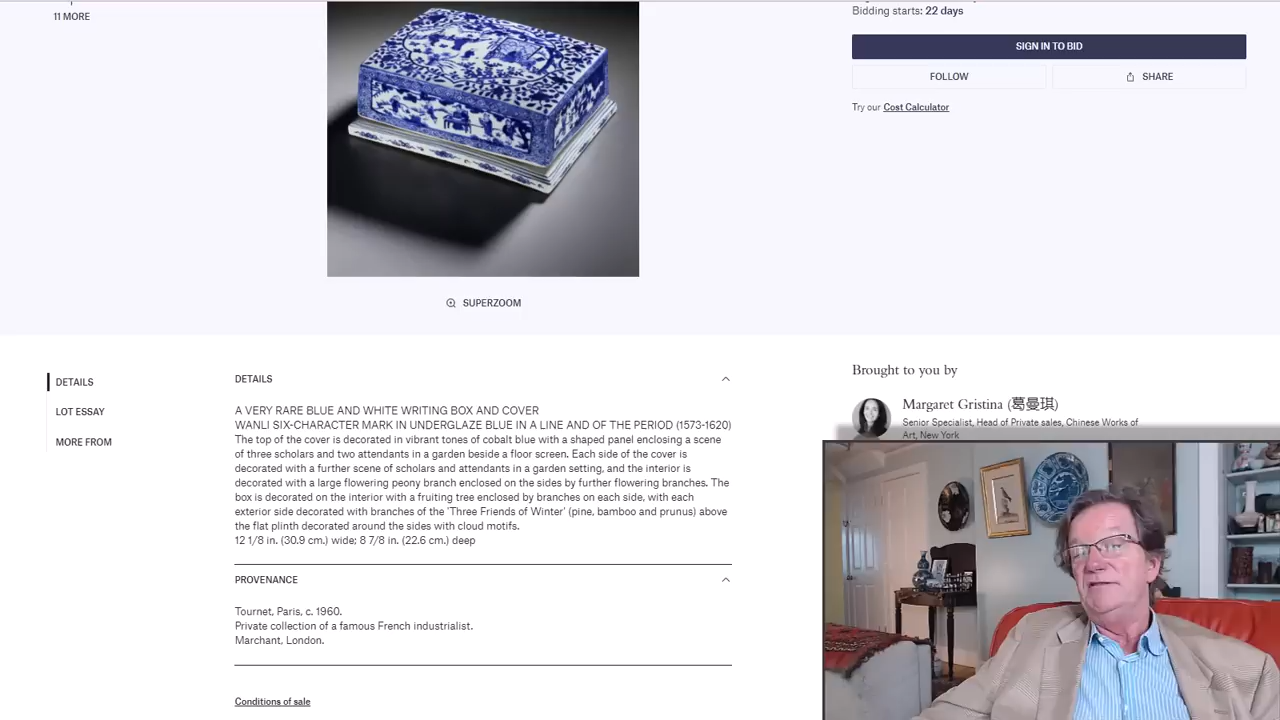 11 MORE
Bidding starts: 22 days
SIGN IN TO BID
FOLLOW
SHARE
Try our Cost Calculator
SUPERZOOM
DETAILS
LOT ESSAY
MORE FROM
DETAILS
A VERY RARE BLUE AND WHITE WRITING BOX AND COVER
WANLI SIX-CHARACTER MARK IN UNDERGLAZE BLUE IN A LINE AND OF THE PERIOD (1573-1620)
The top of the cover is decorated in vibrant tones of cobalt blue with a shaped panel enclosing a scene
of three scholars and two attendants in a garden beside a floor screen. Each side of the cover is
decorated with a further scene of scholars and attendants in a garden setting, and the interior is
decorated with a large flowering peony branch enclosed on the sides by further flowering branches. The
box is decorated on the interior with a fruiting tree enclosed by branches on each side, with each
exterior side decorated with branches of the 'Three Friends of Winter' (pine, bamboo and prunus) above
the flat plinth decorated around the sides with cloud motifs.
12 1/8 in. (30.9 cm.) wide; 8 7/8 in. (22.6 cm.) deep
PROVENANCE
Tournet, Paris, c. 1960.
Private collection of a famous French industrialist.
Marchant, London.
Conditions of sale
Brought to you by
Margaret Gristina (葛曼琪)
Senior Specialist, Head of Private sales, Chinese Works of
Art, New York